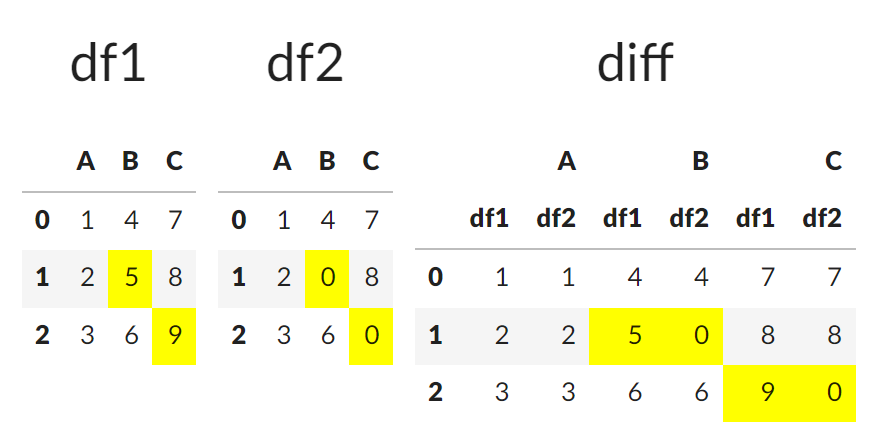 df1
A B C
0 1 4 7
1 2 5 8
2 3 6 9
df2
A B C
0 1 4 7
1 2 0 8
2 3 6 0
diff
A B C
df1 df2 df1 df2 df1 df2
0 1 1 4 4 7 7
1 2 2 5 0 8 8
2 3 3 6 6 9 0